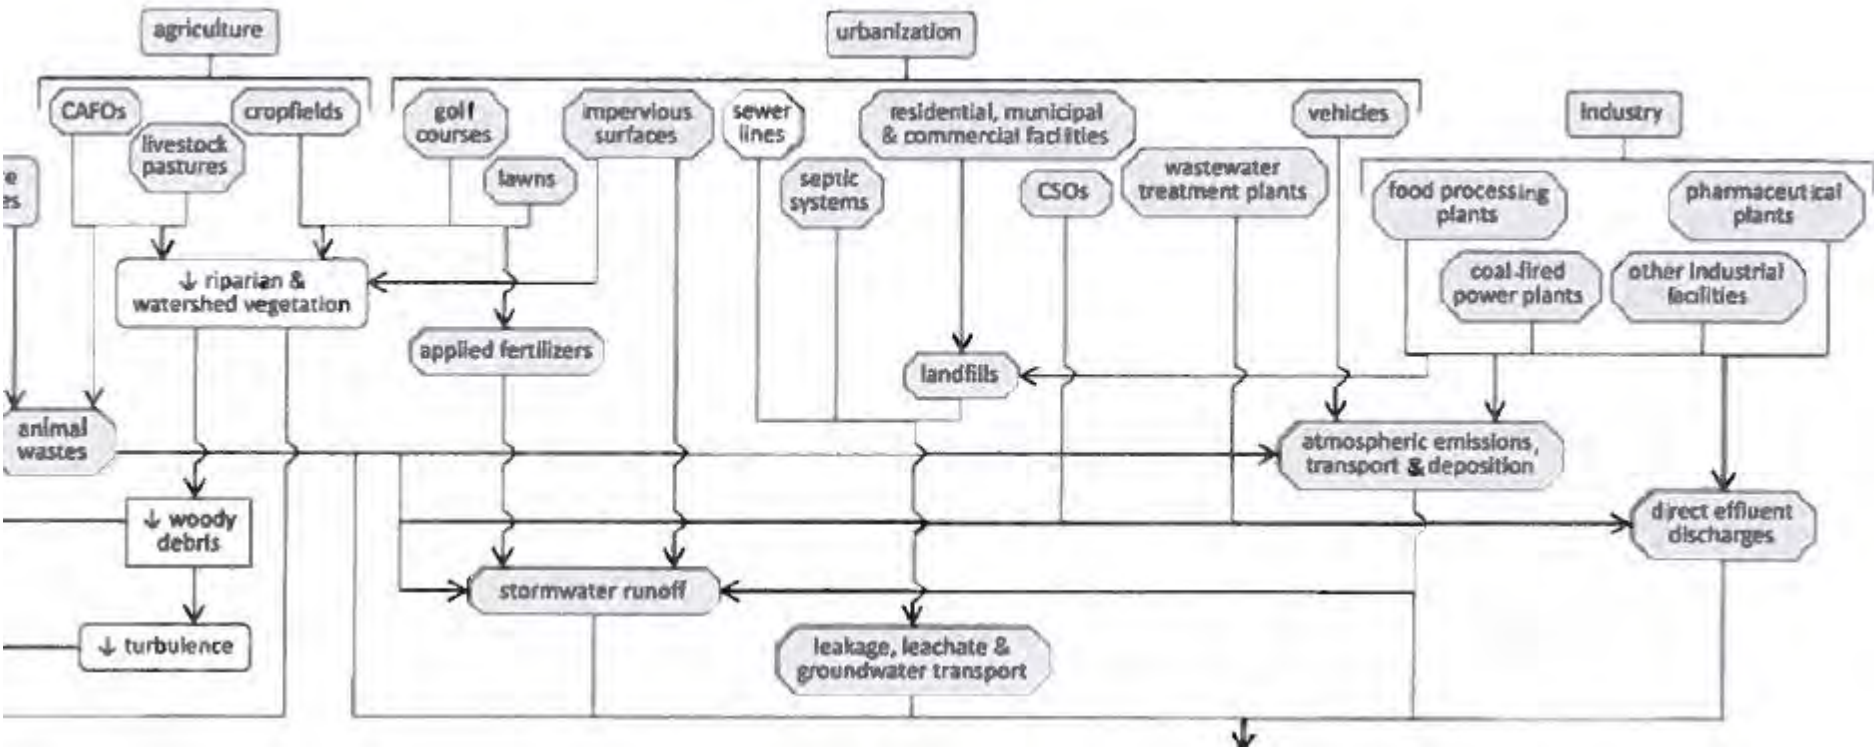 agriculture
urbanization
Industry
CAFOs
cropfields
livestock
pastures
golf
courses
lawns
impervious
surfaces
sewer
lines
septic
systems
residential, municipal
& commercial facilities
CSOs
wastewater
treatment plants
vehicles
food processing
plants
pharmaceutical
plants
coal-fired
power plants
other industrial
facilities
re
es
↓ riparian &
watershed vegetation
applied fertilizers
landfills
animal
wastes
atmospheric emissions,
transport & deposition
↓ woody
debris
direct effluent
discharges
stormwater runoff
↓ turbulence
leakage, leachate &
groundwater transport